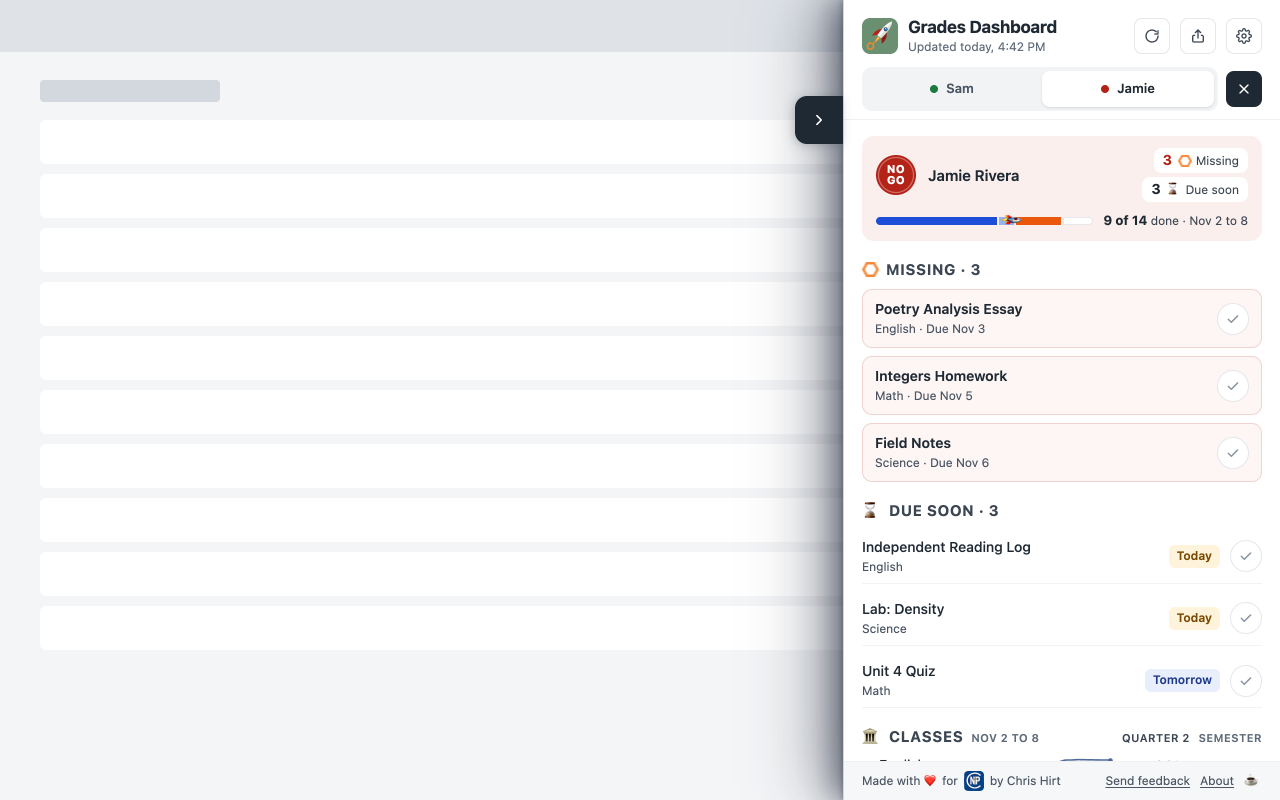 Grades Dashboard
Updated today, 4:42 PM
Sam
Jamie
NO GO
Jamie Rivera
3 Missing
3 Due soon
9 of 14 done · Nov 2 to 8
MISSING · 3
Poetry Analysis Essay
English · Due Nov 3
Integers Homework
Math · Due Nov 5
Field Notes
Science · Due Nov 6
DUE SOON · 3
Independent Reading Log
English
Today
Lab: Density
Science
Today
Unit 4 Quiz
Math
Tomorrow
CLASSES NOV 2 TO 8
QUARTER 2 SEMESTER
Made with ❤️ for NP by Chris Hirt
Send feedback About